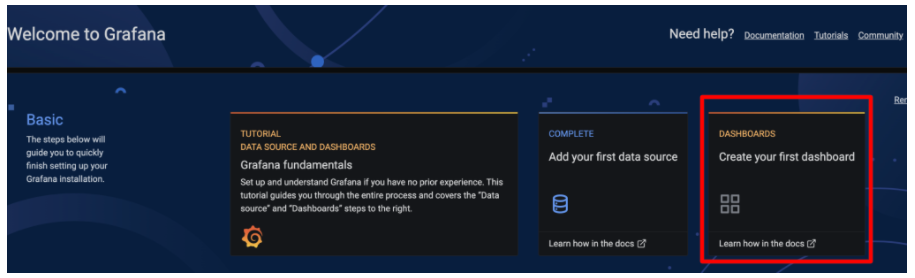 Welcome to Grafana
Need help? Documentation Tutorials Community
Basic
The steps below will
guide you to quickly
finish setting up your
Grafana installation.
TUTORIAL
DATA SOURCE AND DASHBOARDS
Grafana fundamentals
Set up and understand Grafana if you have no prior experience. This
tutorial guides you through the entire process and covers the "Data
source" and "Dashboards" steps to the right.
COMPLETE
Add your first data source
Learn how in the docs
DASHBOARDS
Create your first dashboard
Learn how in the docs